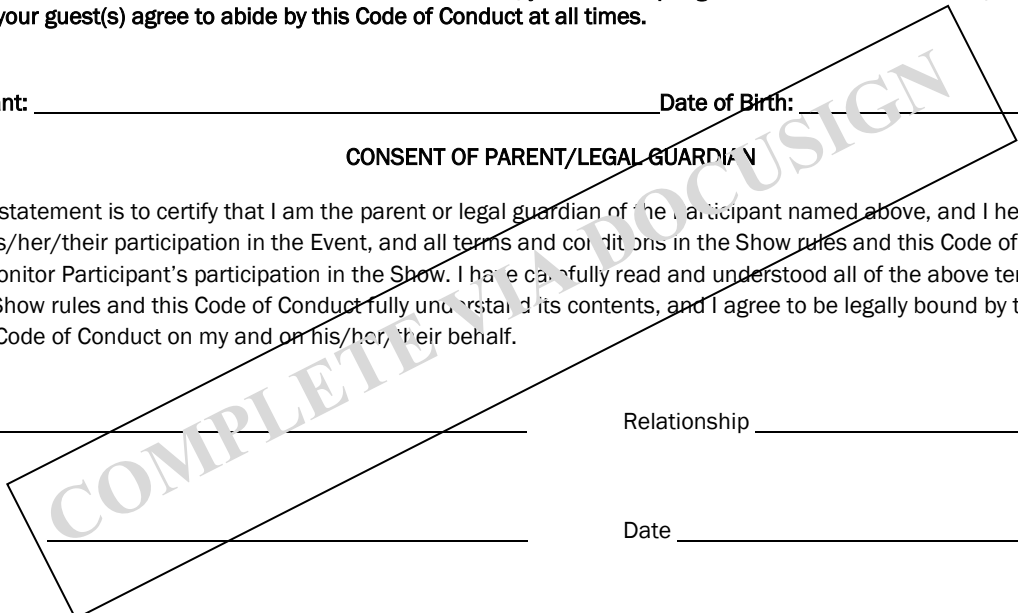 your guest(s) agree to abide by this Code of Conduct at all times.
nt: Date of Birth:
CONSENT OF PARENT/LEGAL GUARDIAN
statement is to certify that I am the parent or legal guardian of the Participant named above, and I he
s/her/their participation in the Event, and all terms and conditions in the Show rules and this Code of
onitor Participant’s participation in the Show. I have carefully read and understood all of the above ter
Show rules and this Code of Conduct fully understand its contents, and I agree to be legally bound by t
Code of Conduct on my and on his/her/their behalf.
Relationship
Date
COMPLETE VIA DOCUSIGN